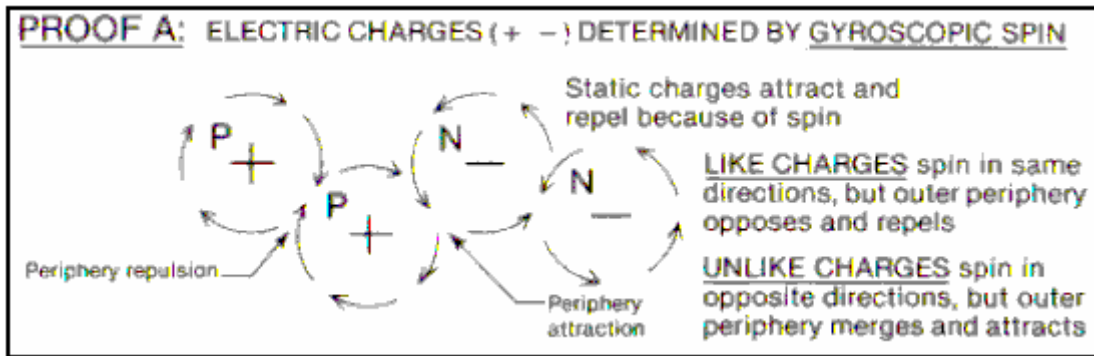 PROOF A: ELECTRIC CHARGES (+ −) DETERMINED BY GYROSCOPIC SPIN
Static charges attract and
repel because of spin
P
+
N
−
P
+
N
−
LIKE CHARGES spin in same
directions, but outer periphery
opposes and repels
Periphery repulsion
Periphery
attraction
UNLIKE CHARGES spin in
opposite directions, but outer
periphery merges and attracts